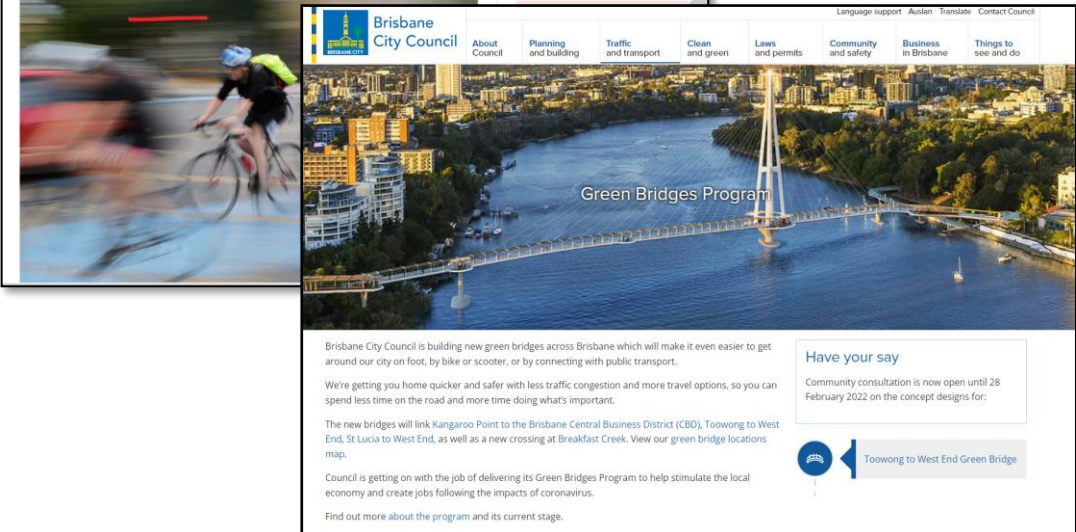 Language support Auslan Translate Contact Council
Brisbane
City Council
BRISBANE CITY
About
Council
Planning
and building
Traffic
and transport
Clean
and green
Laws
and permits
Community
and safety
Business
in Brisbane
Things to
see and do
Green Bridges Program
Brisbane City Council is building new green bridges across Brisbane which will make it even easier to get
around our city on foot, by bike or scooter, or by connecting with public transport.
We're getting you home quicker and safer with less traffic congestion and more travel options, so you can
spend less time on the road and more time doing what's important.
The new bridges will link Kangaroo Point to the Brisbane Central Business District (CBD), Toowong to West
End, St Lucia to West End, as well as a new crossing at Breakfast Creek. View our green bridge locations
map.
Council is getting on with the job of delivering its Green Bridges Program to help stimulate the local
economy and create jobs following the impacts of coronavirus.
Find out more about the program and its current stage.
Have your say
Community consultation is now open until 28
February 2022 on the concept designs for:
Toowong to West End Green Bridge